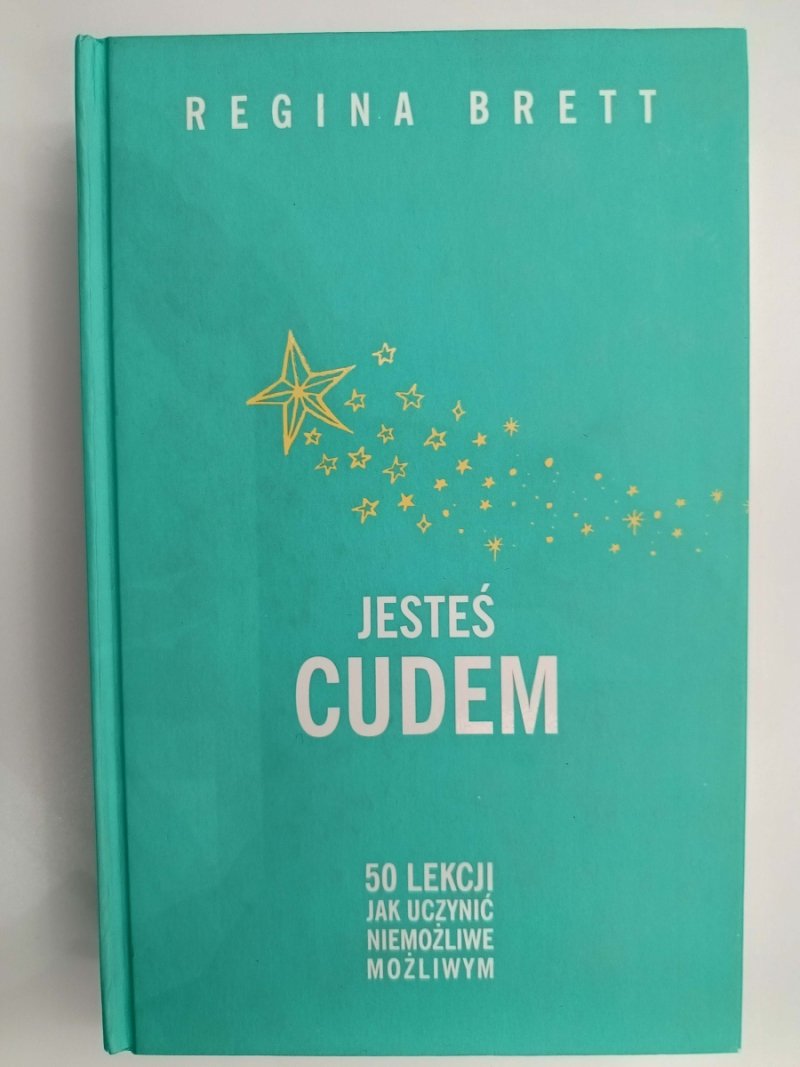 REGINA BRETT
JESTEŚ
CUDEM
50 LEKCJI
JAK UCZYNIĆ
NIEMOŻLIWE
MOŻLIWYM